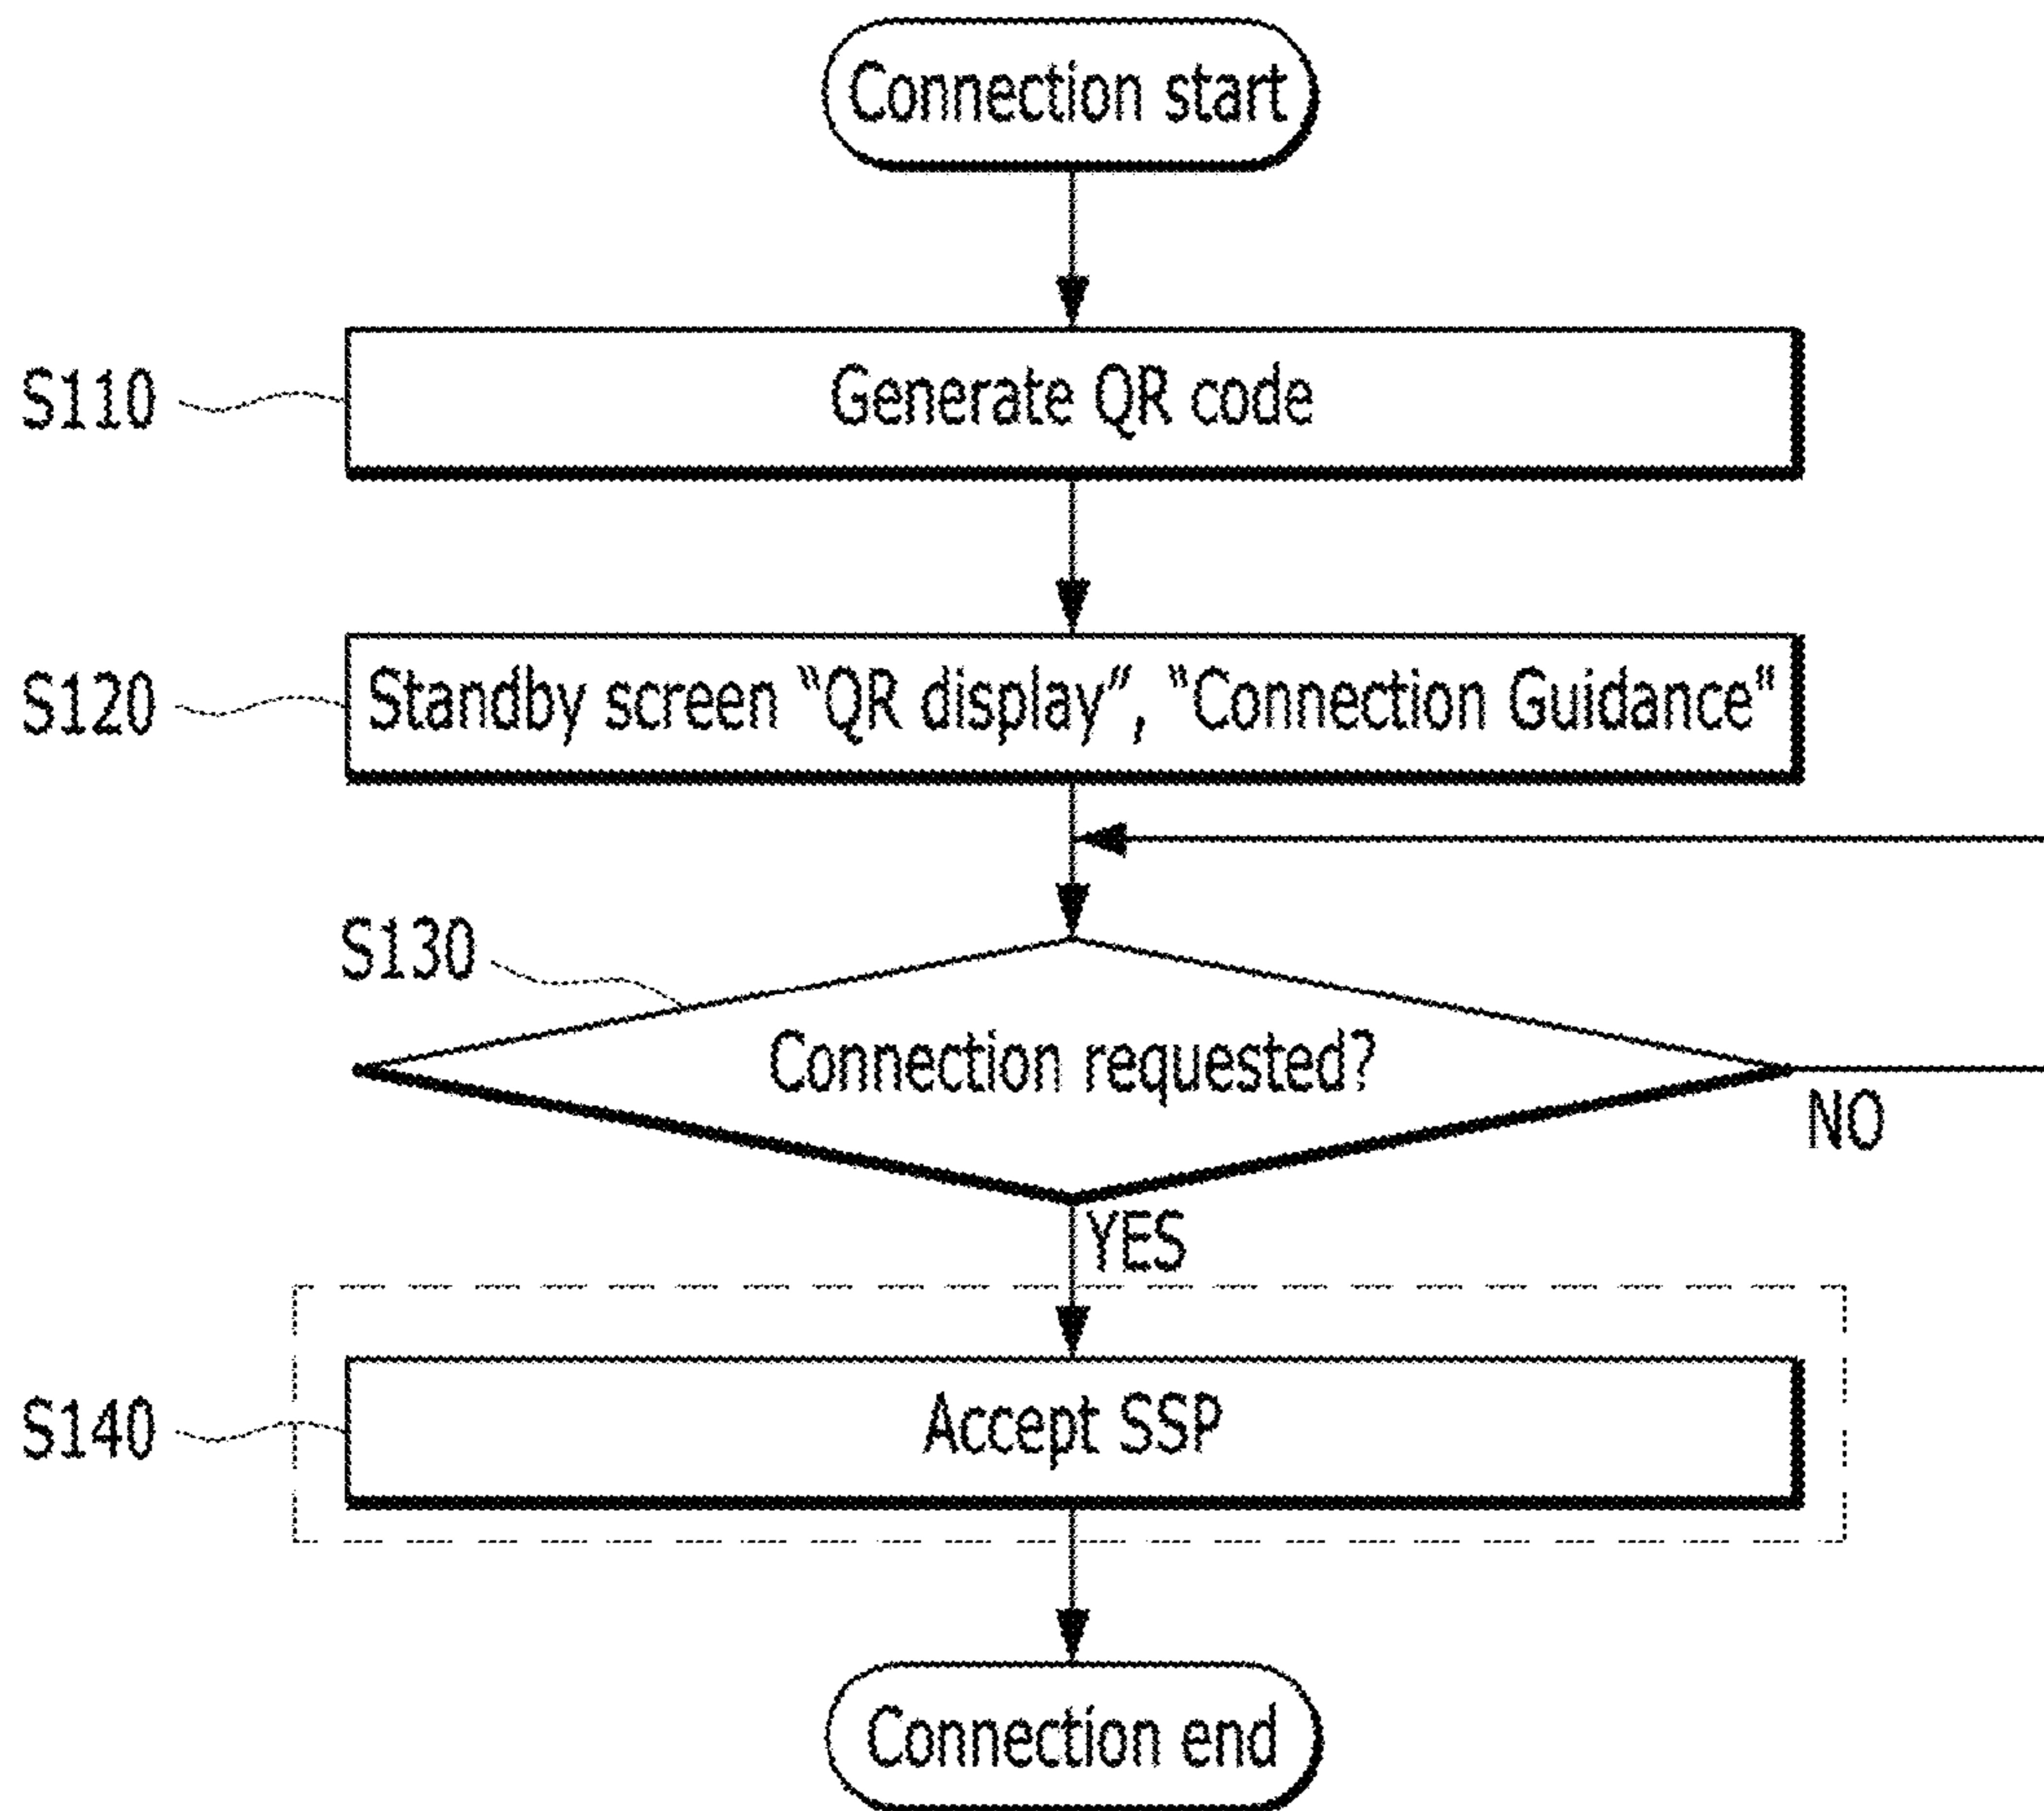 Connection start
S110
Generate QR code
S120
Standby screen “QR display”, “Connection Guidance"
S130
Connection requested?
NO
YES
S140
Accept SSP
Connection end